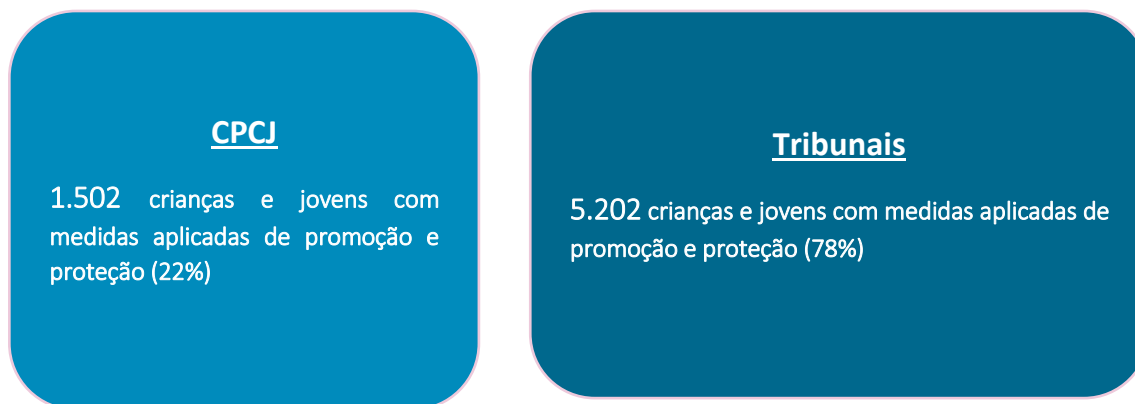 CPCJ
1.502 crianças e jovens com
medidas aplicadas de promoção e
proteção (22%)
Tribunais
5.202 crianças e jovens com medidas aplicadas de
promoção e proteção (78%)